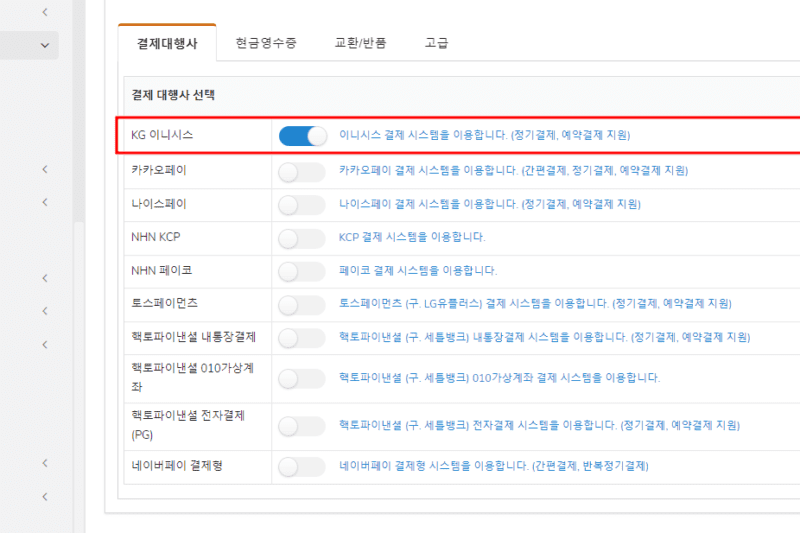 결제대행사 현금영수증 교환/반품 고급
결제 대행사 선택
KG 이니시스 이니시스 결제 시스템을 이용합니다. (정기결제, 예약결제 지원)
카카오페이 카카오페이 결제 시스템을 이용합니다. (간편결제, 정기결제, 예약결제 지원)
나이스페이 나이스페이 결제 시스템을 이용합니다. (정기결제, 예약결제 지원)
NHN KCP KCP 결제 시스템을 이용합니다.
NHN 페이코 페이코 결제 시스템을 이용합니다.
토스페이먼츠 토스페이먼츠 (구. LG유플러스) 결제 시스템을 이용합니다. (정기결제, 예약결제 지원)
핵토파이낸셜 내통장결제 핵토파이낸셜 (구. 세틀뱅크) 내통장결제 시스템을 이용합니다. (정기결제, 예약결제 지원)
핵토파이낸셜 010가상계
좌
핵토파이낸셜 (구. 세틀뱅크) 010가상계좌 결제 시스템을 이용합니다.
핵토파이낸셜 전자결제
(PG)
핵토파이낸셜 (구. 세틀뱅크) 전자결제 시스템을 이용합니다. (정기결제, 예약결제 지원)
네이버페이 결제형 네이버페이 결제형 시스템을 이용합니다. (간편결제, 반복정기결제)